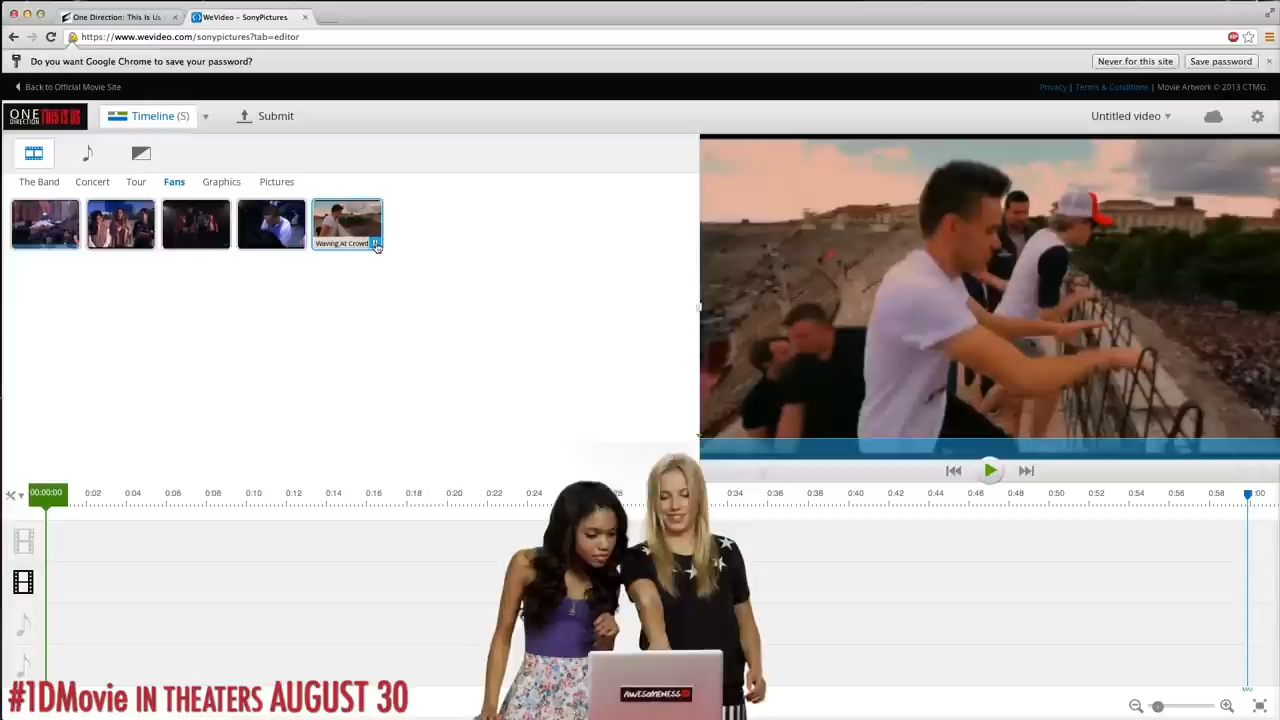 One Direction: This Is Us
WeVideo - SonyPictures
https://www.wevideo.com/sonypictures?tab=editor
Do you want Google Chrome to save your password?
Never for this site
Save password
Back to Official Movie Site
Privacy | Terms & Conditions | Movie Artwork © 2013 CTMG.
ONE DIRECTION THIS IS US
Timeline (S)
Submit
Untitled video
The Band
Concert
Tour
Fans
Graphics
Pictures
Waving At Crowd
00:00:00 0:02 0:04 0:06 0:08 0:10 0:12 0:14 0:16 0:18 0:20 0:22 0:24 0:34 0:36 0:38 0:40 0:42 0:44 0:46 0:48 0:50 0:52 0:54 0:56 0:58 :00
AWESOMENESS
MAX
#1DMovie IN THEATERS AUGUST 30